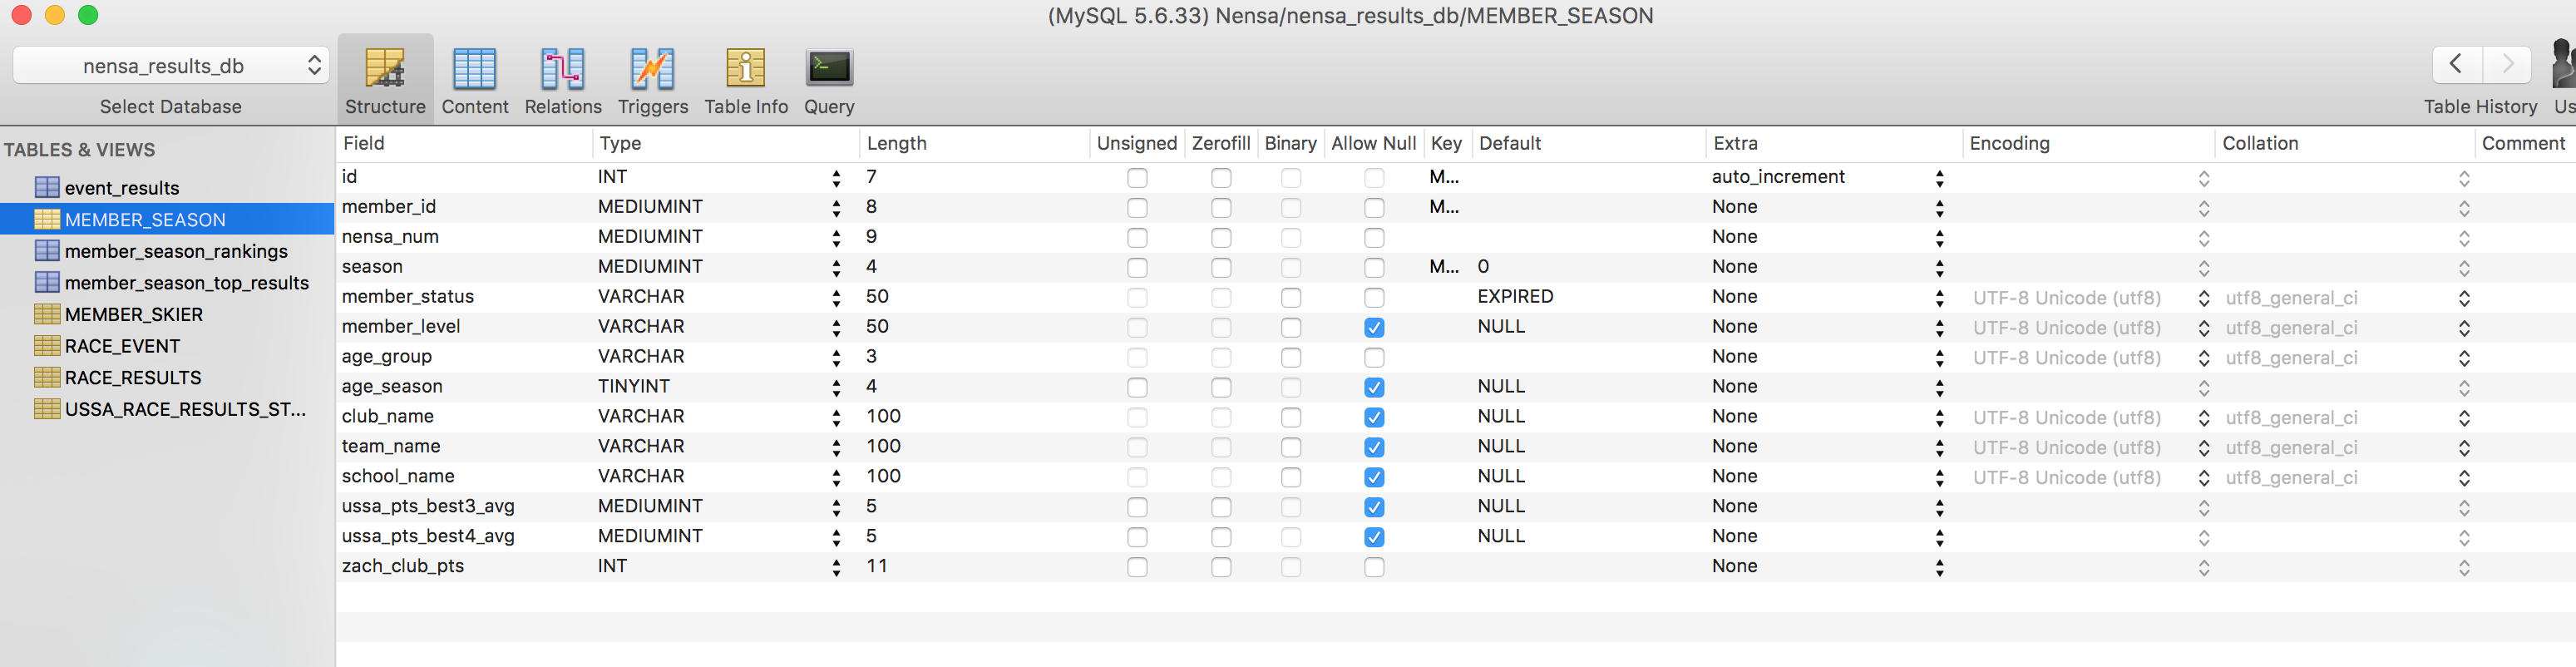 (MySQL 5.6.33) Nensa/nensa_results_db/MEMBER_SEASON
nensa_results_db
Select Database
Structure Content Relations Triggers Table Info Query
Table History Us
TABLES & VIEWS
event_results
MEMBER_SEASON
member_season_rankings
member_season_top_results
MEMBER_SKIER
RACE_EVENT
RACE_RESULTS
USSA_RACE_RESULTS_ST...
Field Type Length Unsigned Zerofill Binary Allow Null Key Default Extra Encoding Collation Comment
id INT 7 M... auto_increment
member_id MEDIUMINT 8 M... None
nensa_num MEDIUMINT 9 None
season MEDIUMINT 4 M... 0 None
member_status VARCHAR 50 EXPIRED None UTF-8 Unicode (utf8) utf8_general_ci
member_level VARCHAR 50 NULL None UTF-8 Unicode (utf8) utf8_general_ci
age_group VARCHAR 3 None UTF-8 Unicode (utf8) utf8_general_ci
age_season TINYINT 4 NULL None
club_name VARCHAR 100 NULL None UTF-8 Unicode (utf8) utf8_general_ci
team_name VARCHAR 100 NULL None UTF-8 Unicode (utf8) utf8_general_ci
school_name VARCHAR 100 NULL None UTF-8 Unicode (utf8) utf8_general_ci
ussa_pts_best3_avg MEDIUMINT 5 NULL None
ussa_pts_best4_avg MEDIUMINT 5 NULL None
zach_club_pts INT 11 None